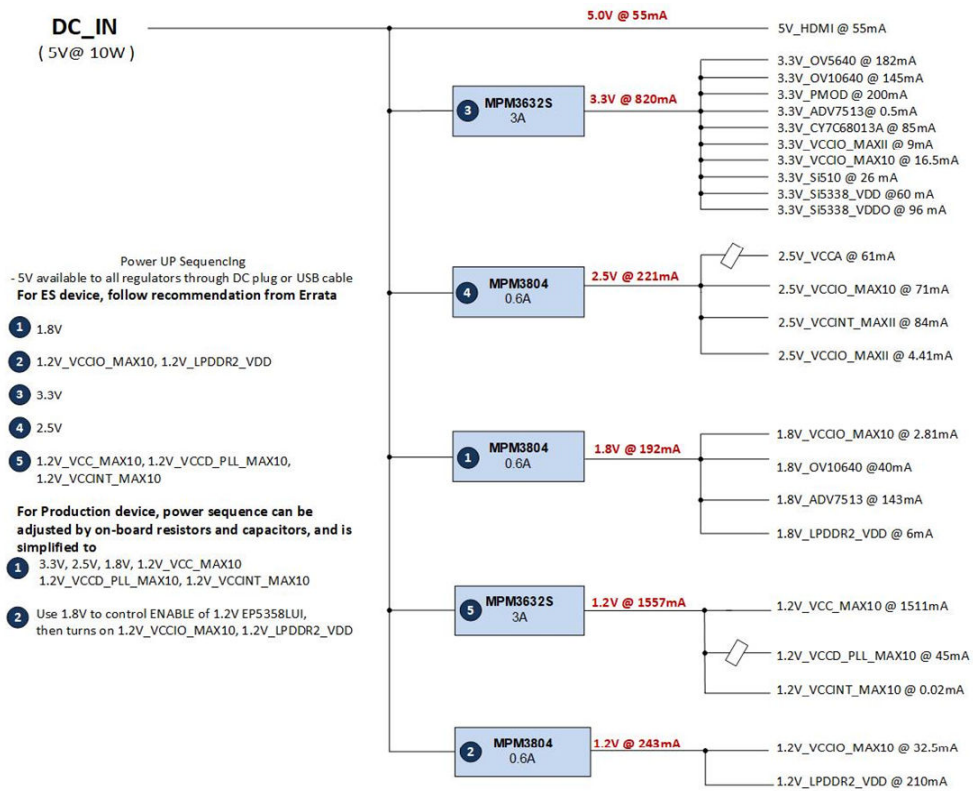 DC_IN
( 5V@ 10W )
5.0V @ 55mA
5V_HDMI @ 55mA
3
MPM3632S
3A
3.3V @ 820mA
3.3V_OV5640 @ 182mA
3.3V_OV10640 @ 145mA
3.3V_PMOD @ 200mA
3.3V_ADV7513@ 0.5mA
3.3V_CY7C68013A @ 85mA
3.3V_VCCIO_MAXII @ 9mA
3.3V_VCCIO_MAX10 @ 16.5mA
3.3V_Si510 @ 26 mA
3.3V_Si5338_VDD @60 mA
3.3V_Si5338_VDDO @ 96 mA
4
MPM3804
0.6A
2.5V @ 221mA
2.5V_VCCA @ 61mA
2.5V_VCCIO_MAX10 @ 71mA
2.5V_VCCINT_MAXII @ 84mA
2.5V_VCCIO_MAXII @ 4.41mA
1
MPM3804
0.6A
1.8V @ 192mA
1.8V_VCCIO_MAX10 @ 2.81mA
1.8V_OV10640 @40mA
1.8V_ADV7513 @ 143mA
1.8V_LPDDR2_VDD @ 6mA
5
MPM3632S
3A
1.2V @ 1557mA
1.2V_VCC_MAX10 @ 1511mA
1.2V_VCCD_PLL_MAX10 @ 45mA
1.2V_VCCINT_MAX10 @ 0.02mA
2
MPM3804
0.6A
1.2V @ 243mA
1.2V_VCCIO_MAX10 @ 32.5mA
1.2V_LPDDR2_VDD @ 210mA
Power UP Sequencing
- 5V available to all regulators through DC plug or USB cable
For ES device, follow recommendation from Errata
1 1.8V
2 1.2V_VCCIO_MAX10, 1.2V_LPDDR2_VDD
3 3.3V
4 2.5V
5 1.2V_VCC_MAX10, 1.2V_VCCD_PLL_MAX10,
1.2V_VCCINT_MAX10
For Production device, power sequence can be
adjusted by on-board resistors and capacitors, and is
simplified to
1 3.3V, 2.5V, 1.8V, 1.2V_VCC_MAX10
1.2V_VCCD_PLL_MAX10, 1.2V_VCCINT_MAX10
2 Use 1.8V to control ENABLE of 1.2V EP5358LUI,
then turns on 1.2V_VCCIO_MAX10, 1.2V_LPDDR2_VDD